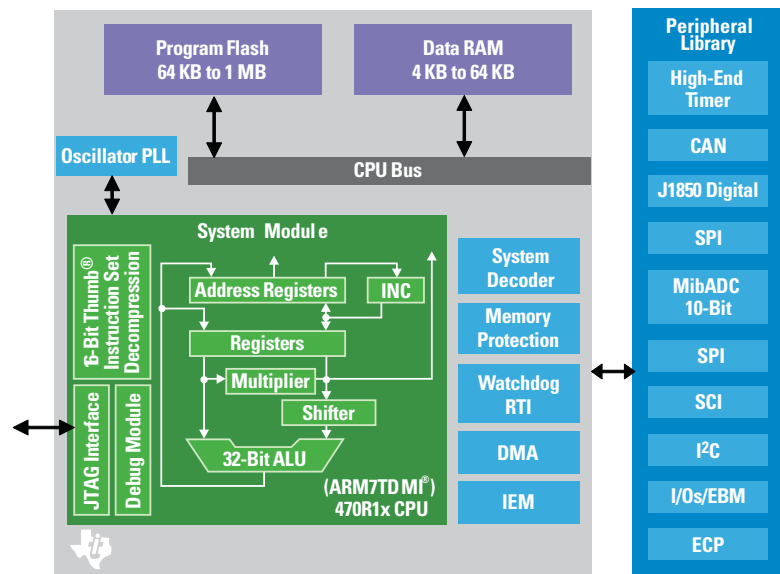 Program Flash
64 KB to 1 MB
Data RAM
4 KB to 64 KB
Oscillator PLL
CPU Bus
System Module
16-Bit Thumb®
Instruction Set
Decompression
Address Registers
INC
Registers
Multiplier
Shifter
32-Bit ALU
JTAG Interface
Debug Module
(ARM7TDMI®)
470R1x CPU
System
Decoder
Memory
Protection
Watchdog
RTI
DMA
IEM
Peripheral
Library
High-End
Timer
CAN
J1850 Digital
SPI
MibADC
10-Bit
SPI
SCI
I²C
I/Os/EBM
ECP